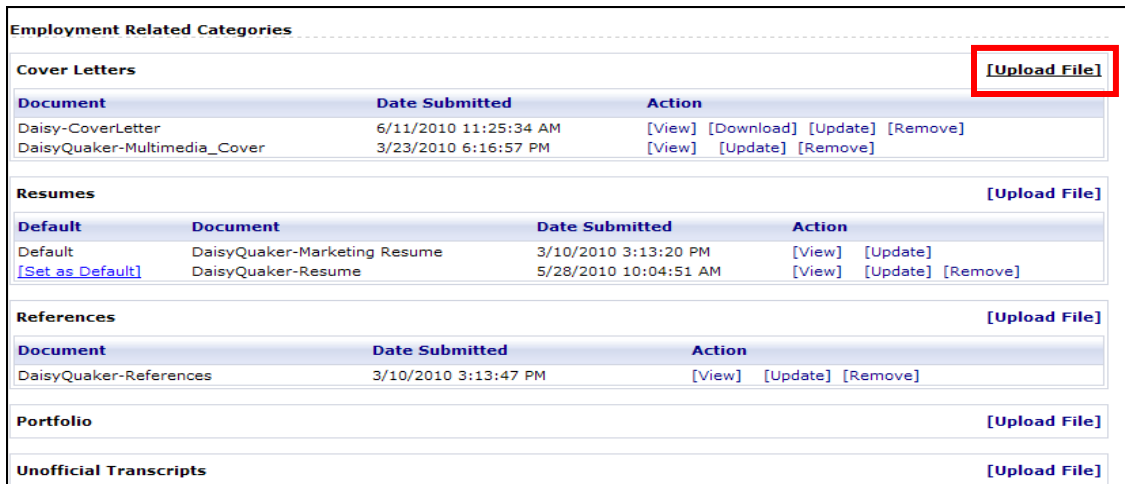 Employment Related Categories
Cover Letters [Upload File]
Document Date Submitted Action
Daisy-CoverLetter 6/11/2010 11:25:34 AM [View] [Download] [Update] [Remove]
DaisyQuaker-Multimedia_Cover 3/23/2010 6:16:57 PM [View] [Update] [Remove]
Resumes [Upload File]
Default Document Date Submitted Action
Default DaisyQuaker-Marketing Resume 3/10/2010 3:13:20 PM [View] [Update]
[Set as Default] DaisyQuaker-Resume 5/28/2010 10:04:51 AM [View] [Update] [Remove]
References [Upload File]
Document Date Submitted Action
DaisyQuaker-References 3/10/2010 3:13:47 PM [View] [Update] [Remove]
Portfolio [Upload File]
Unofficial Transcripts [Upload File]